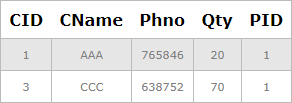 CID CName Phno Qty PID
1 AAA 765846 20 1
3 CCC 638752 70 1